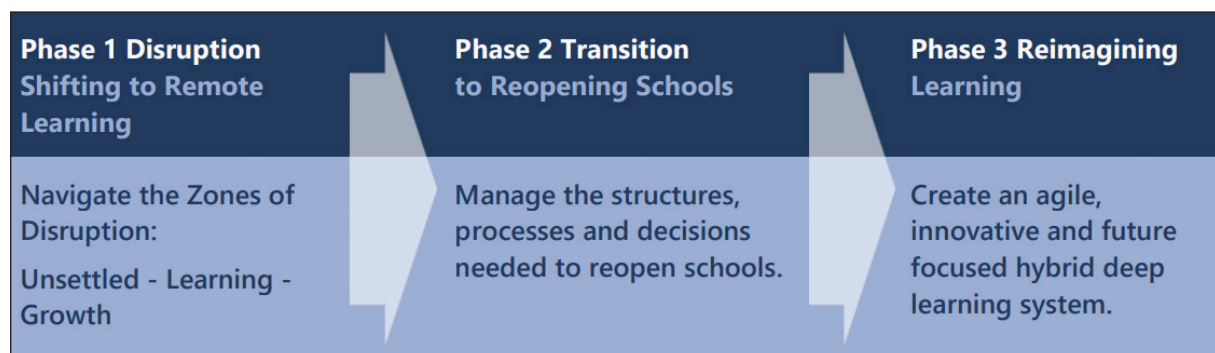 Phase 1 Disruption
Shifting to Remote
Learning
Navigate the Zones of
Disruption:
Unsettled - Learning -
Growth
Phase 2 Transition
to Reopening Schools
Manage the structures,
processes and decisions
needed to reopen schools.
Phase 3 Reimagining
Learning
Create an agile,
innovative and future
focused hybrid deep
learning system.